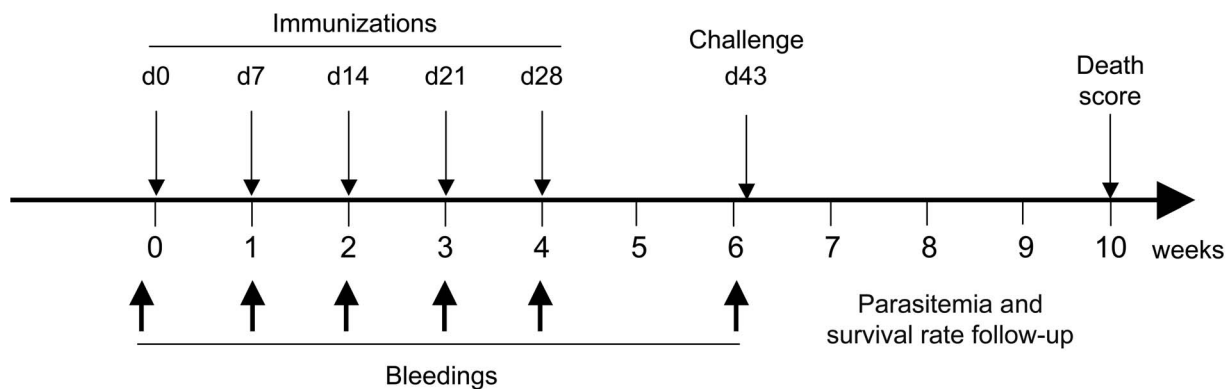 Immunizations
d0 d7 d14 d21 d28
Challenge
d43
Death
score
0 1 2 3 4 5 6 7 8 9 10 weeks
Parasitemia and
survival rate follow-up
Bleedings